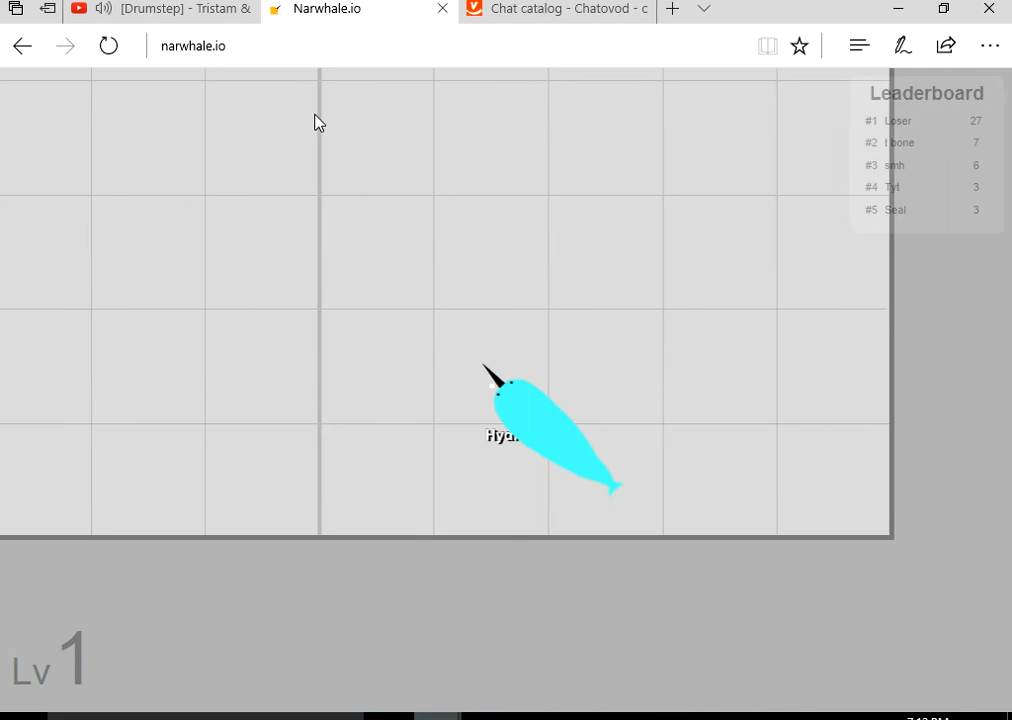 [Drumstep] - Tristam &
Narwhale.io
Chat catalog - Chatovod - c
narwhale.io
Leaderboard
#1 Loser 27
#2 t bone 7
#3 smh 6
#4 Tyt 3
#5 Seal 3
Lv 1